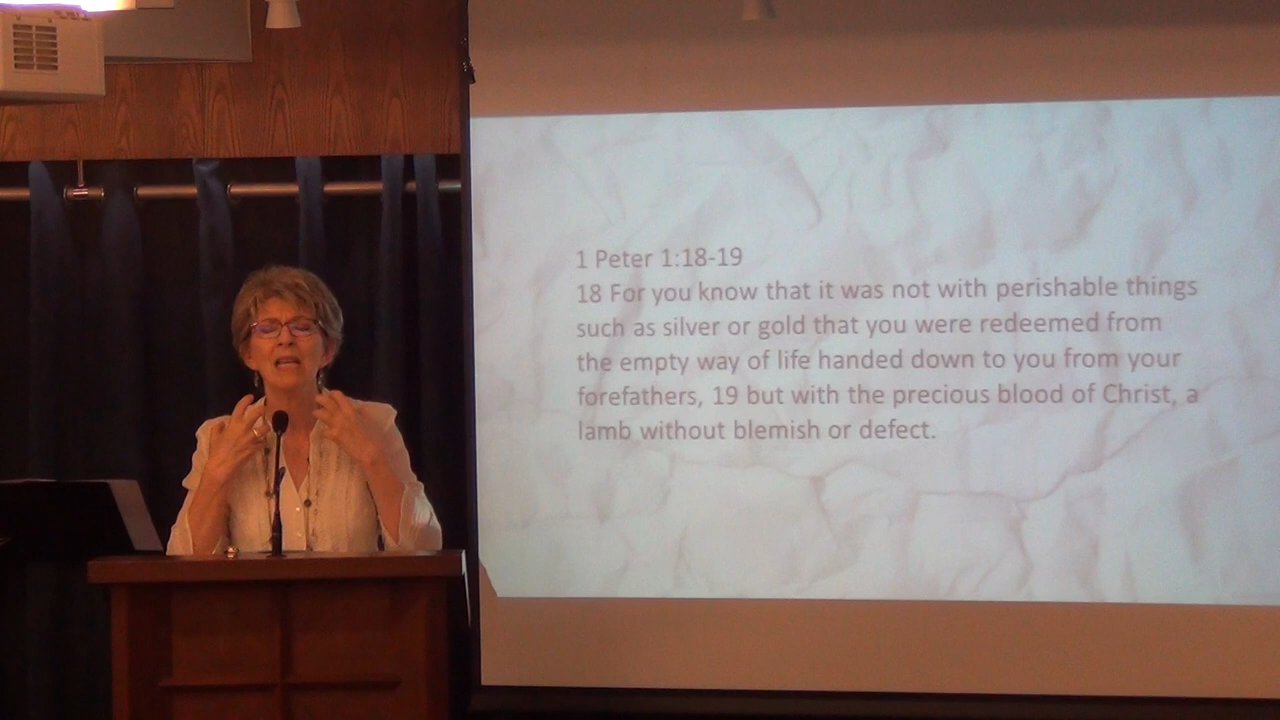 1 Peter 1:18-19
18 For you know that it was not with perishable things
such as silver or gold that you were redeemed from
the empty way of life handed down to you from your
forefathers, 19 but with the precious blood of Christ, a
lamb without blemish or defect.